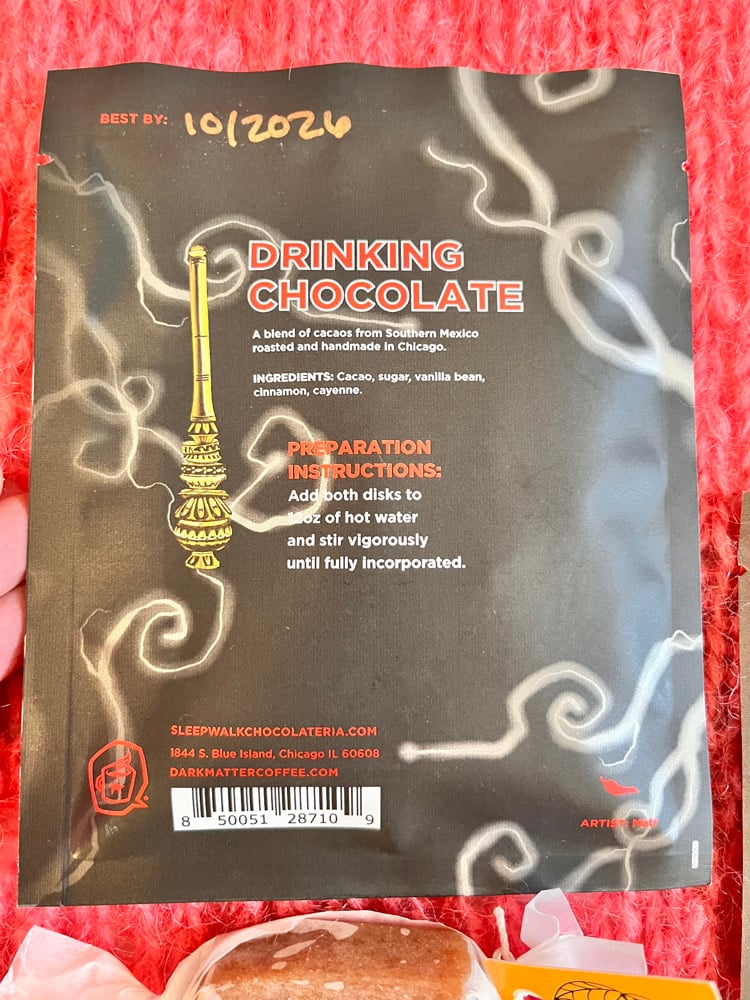 BEST BY: 10/2026
DRINKING
CHOCOLATE
A blend of cacaos from Southern Mexico
roasted and handmade in Chicago.
INGREDIENTS: Cacao, sugar, vanilla bean,
cinnamon, cayenne.
PREPARATION
INSTRUCTIONS:
Add both disks to
of hot water
and stir vigorously
until fully incorporated.
SLEEPWALKCHOCOLATERIA.COM
1844 S. Blue Island, Chicago IL 60608
DARKMATTERCOFFEE.COM
8 50051 28710 9
ARTIST: